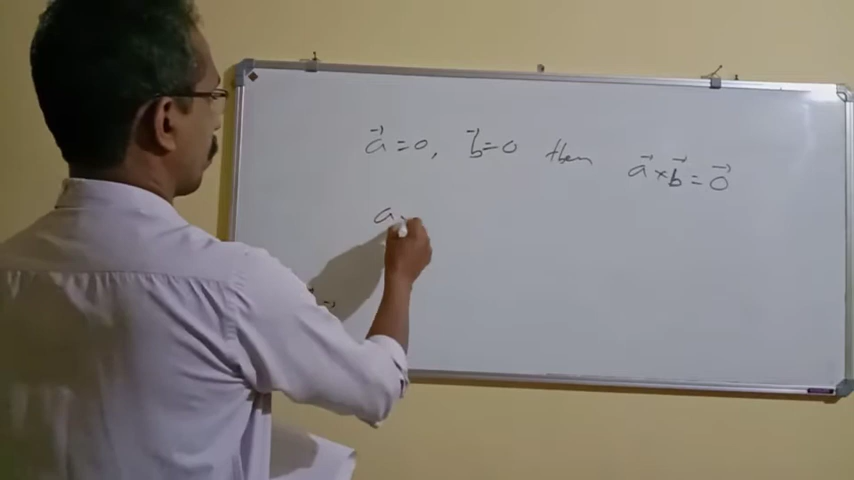 a⃗ = 0, b⃗ = 0 then a⃗ × b⃗ = 0⃗
a